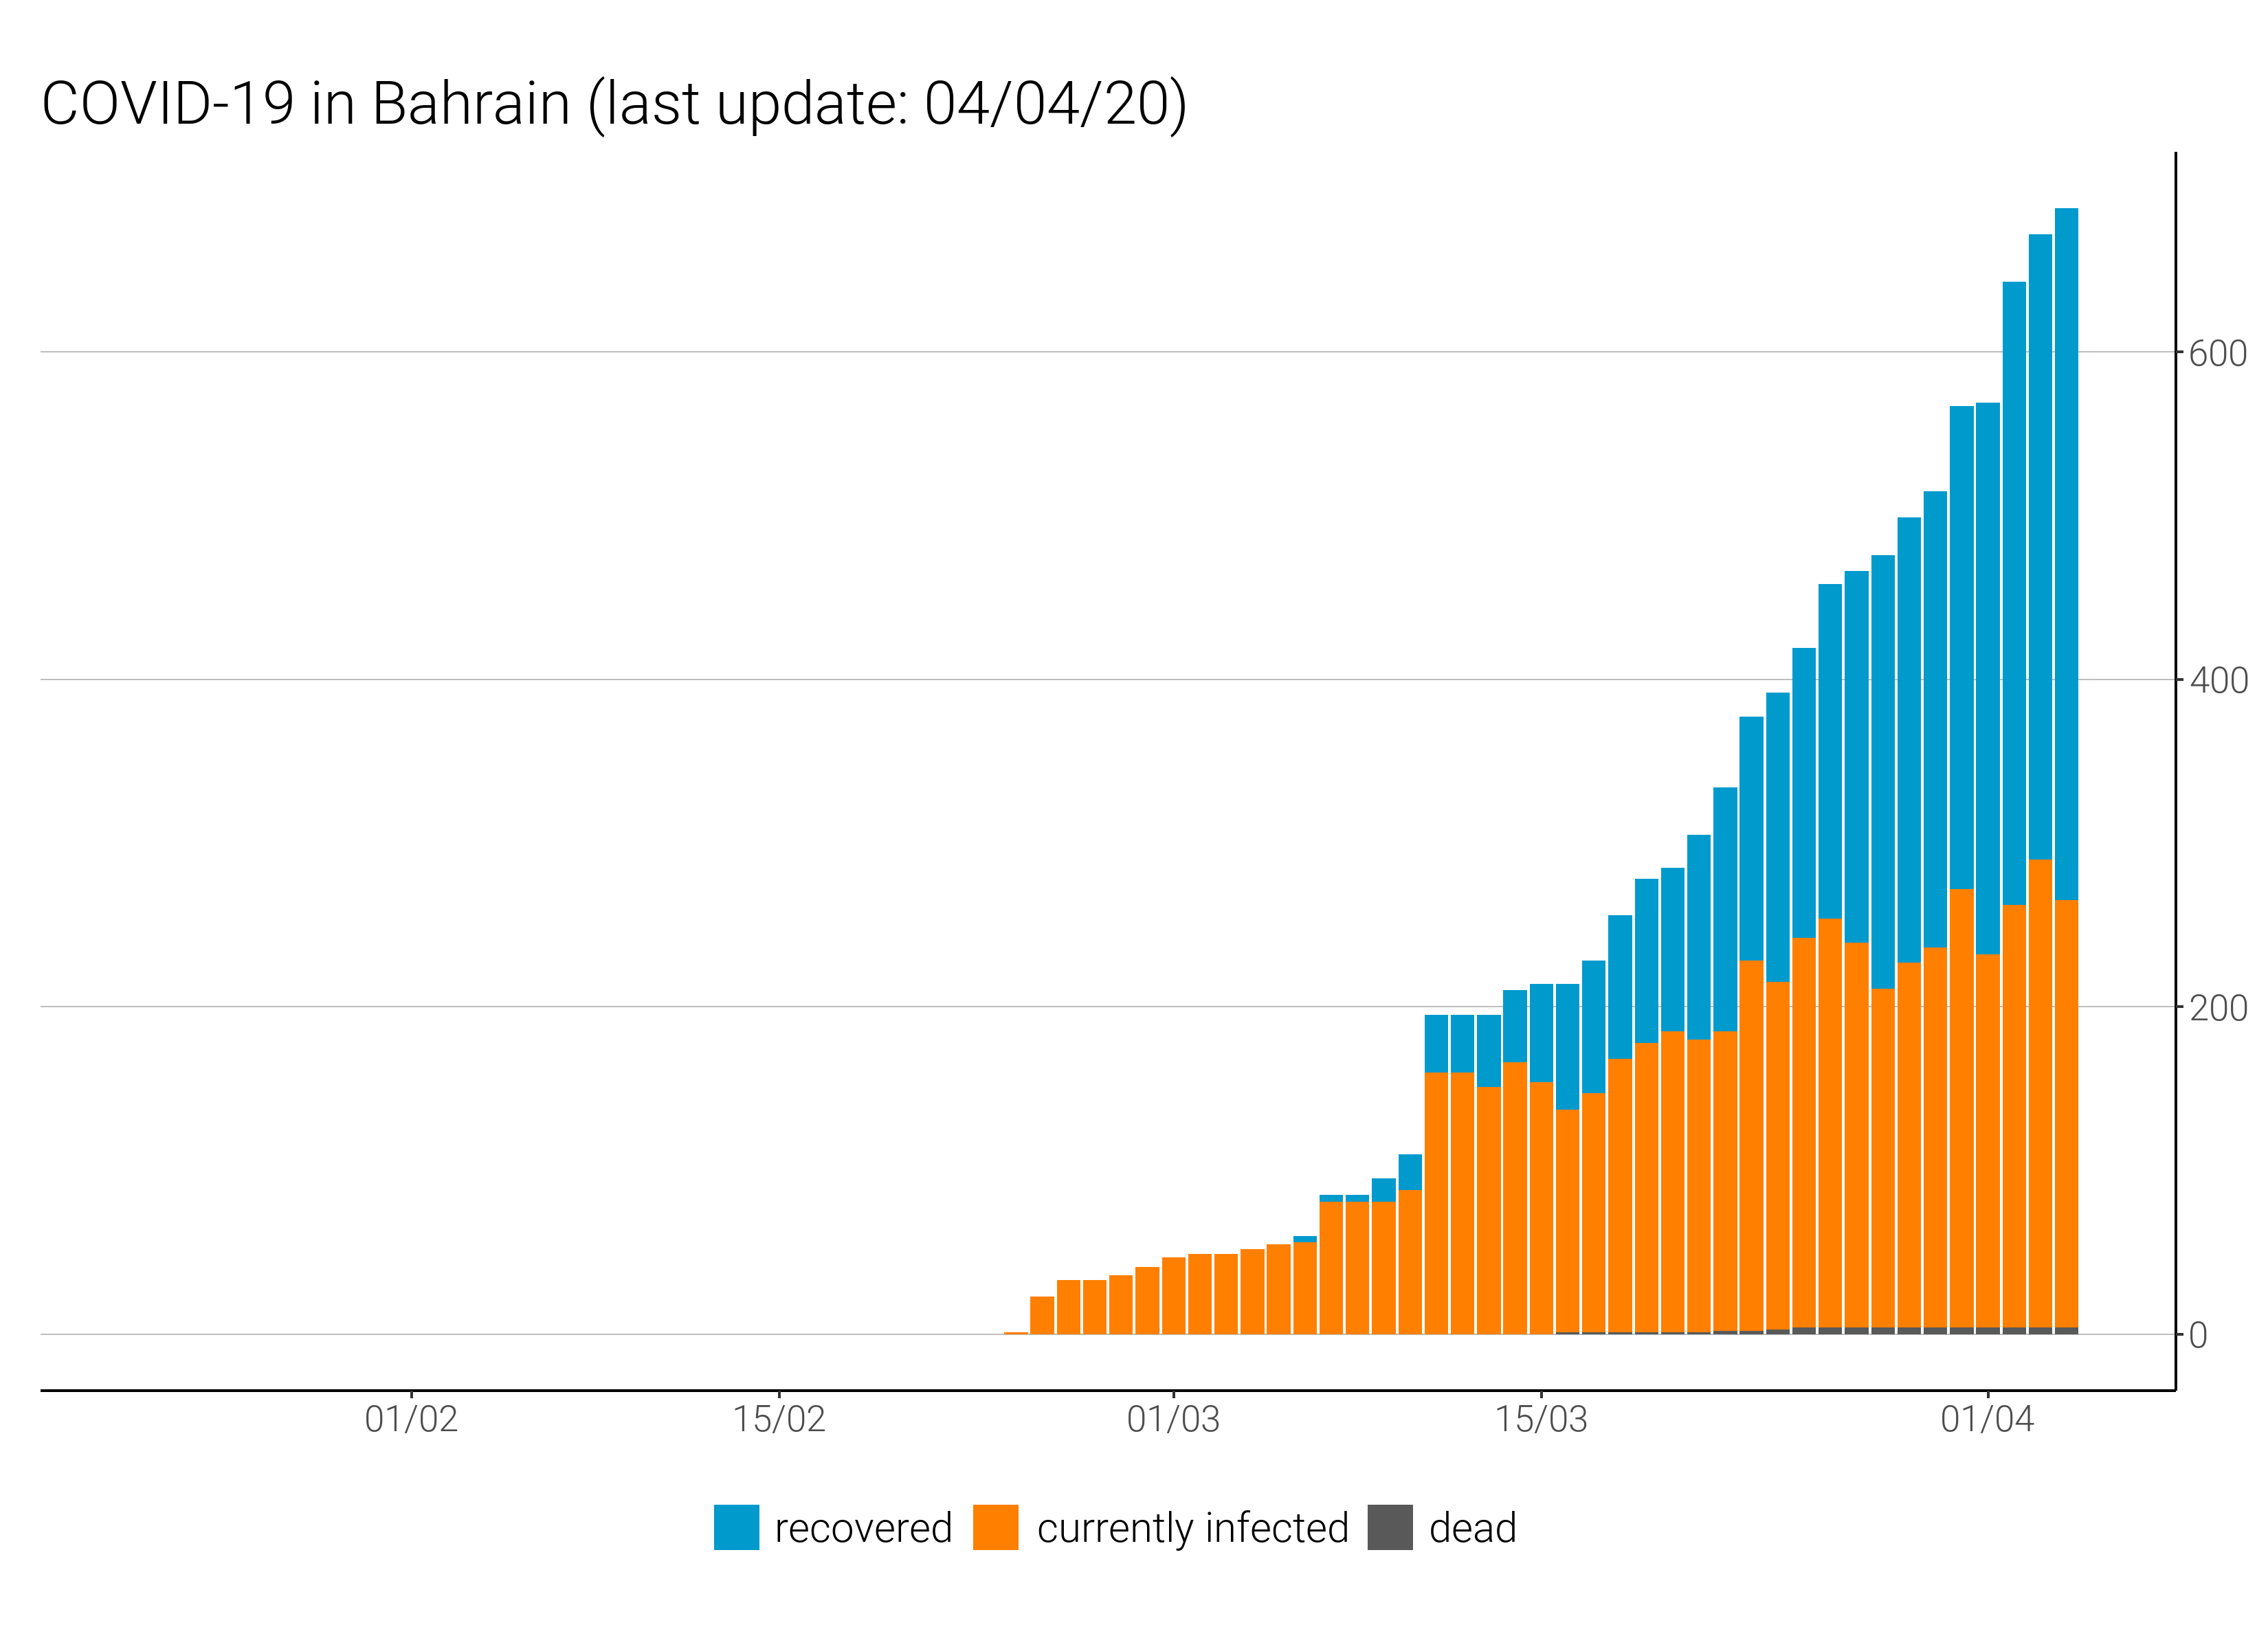 COVID-19 in Bahrain (last update: 04/04/20)
600
400
200
0
01/02 15/02 01/03 15/03 01/04
recovered currently infected dead